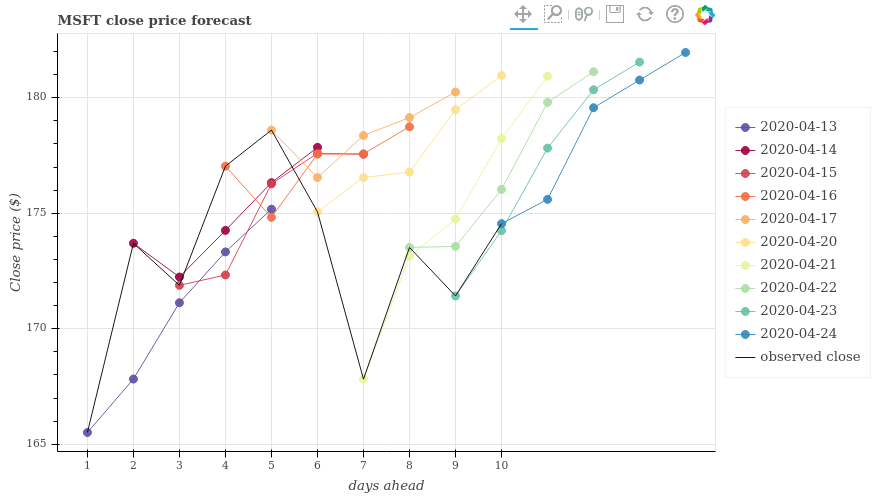 MSFT close price forecast
Close price ($)
180
175
170
165
1 2 3 4 5 6 7 8 9 10
days ahead
2020-04-13
2020-04-14
2020-04-15
2020-04-16
2020-04-17
2020-04-20
2020-04-21
2020-04-22
2020-04-23
2020-04-24
observed close